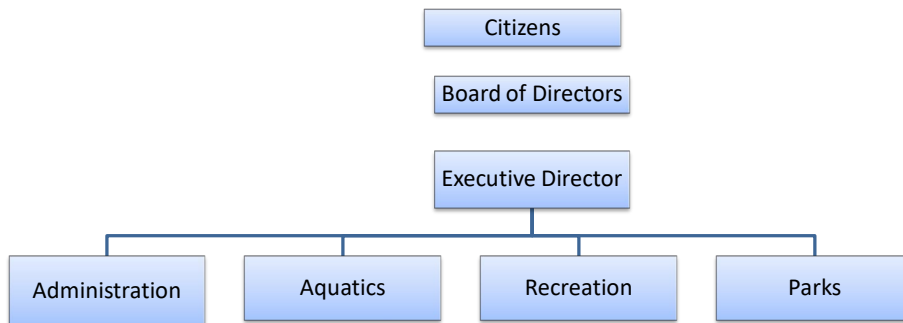 Citizens
Board of Directors
Executive Director
Administration
Aquatics
Recreation
Parks